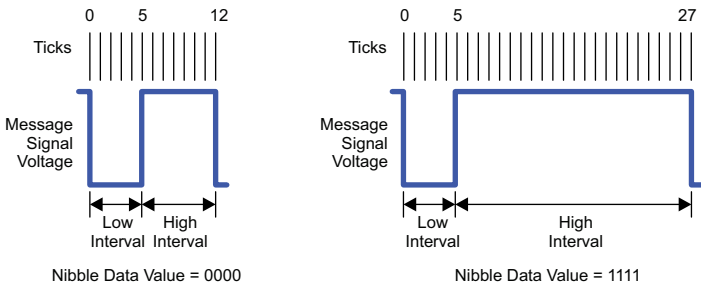 0 5 12
Ticks
Message
Signal
Voltage
Low
Interval
High
Interval
Nibble Data Value = 0000
0 5 27
Ticks
Message
Signal
Voltage
Low
Interval
High
Interval
Nibble Data Value = 1111